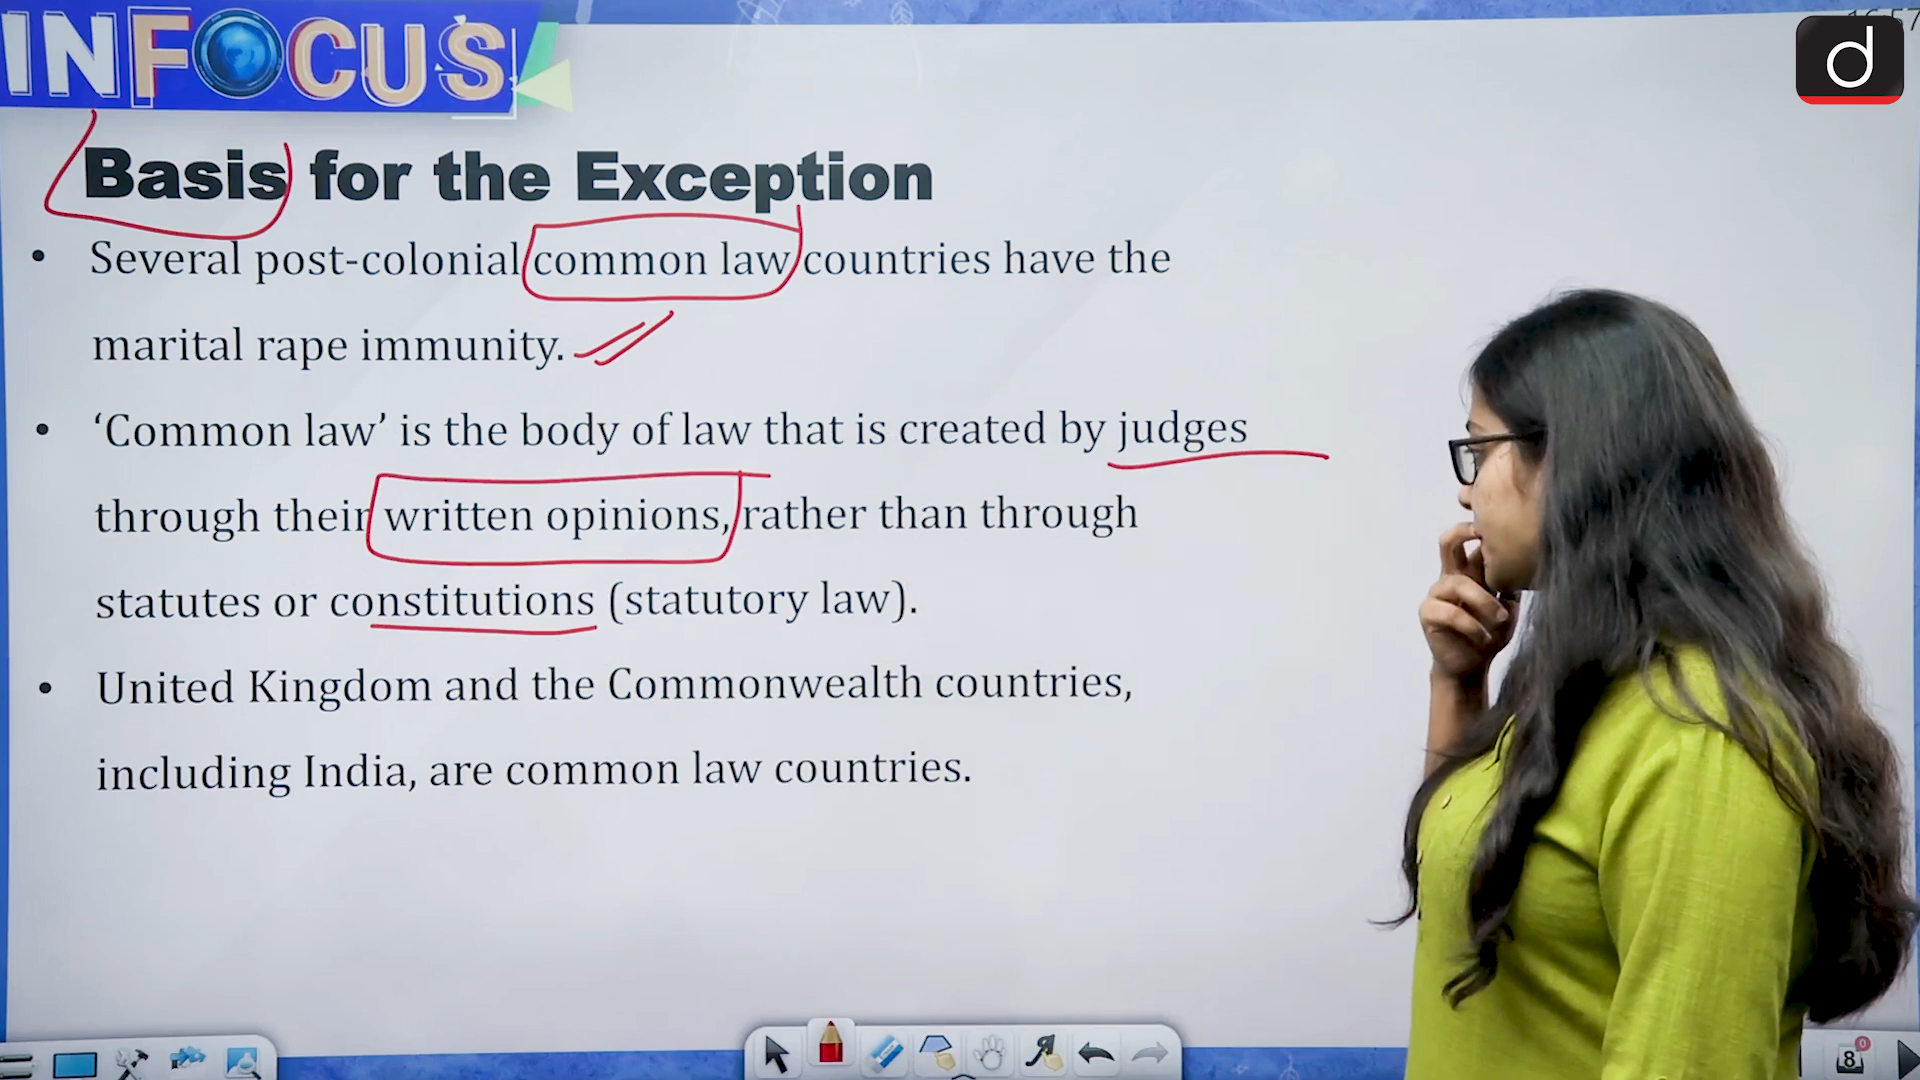 INFOCUS
d
Basis for the Exception
• Several post-colonial common law countries have the
marital rape immunity.
• ‘Common law’ is the body of law that is created by judges
through their written opinions, rather than through
statutes or constitutions (statutory law).
• United Kingdom and the Commonwealth countries,
including India, are common law countries.
8
0